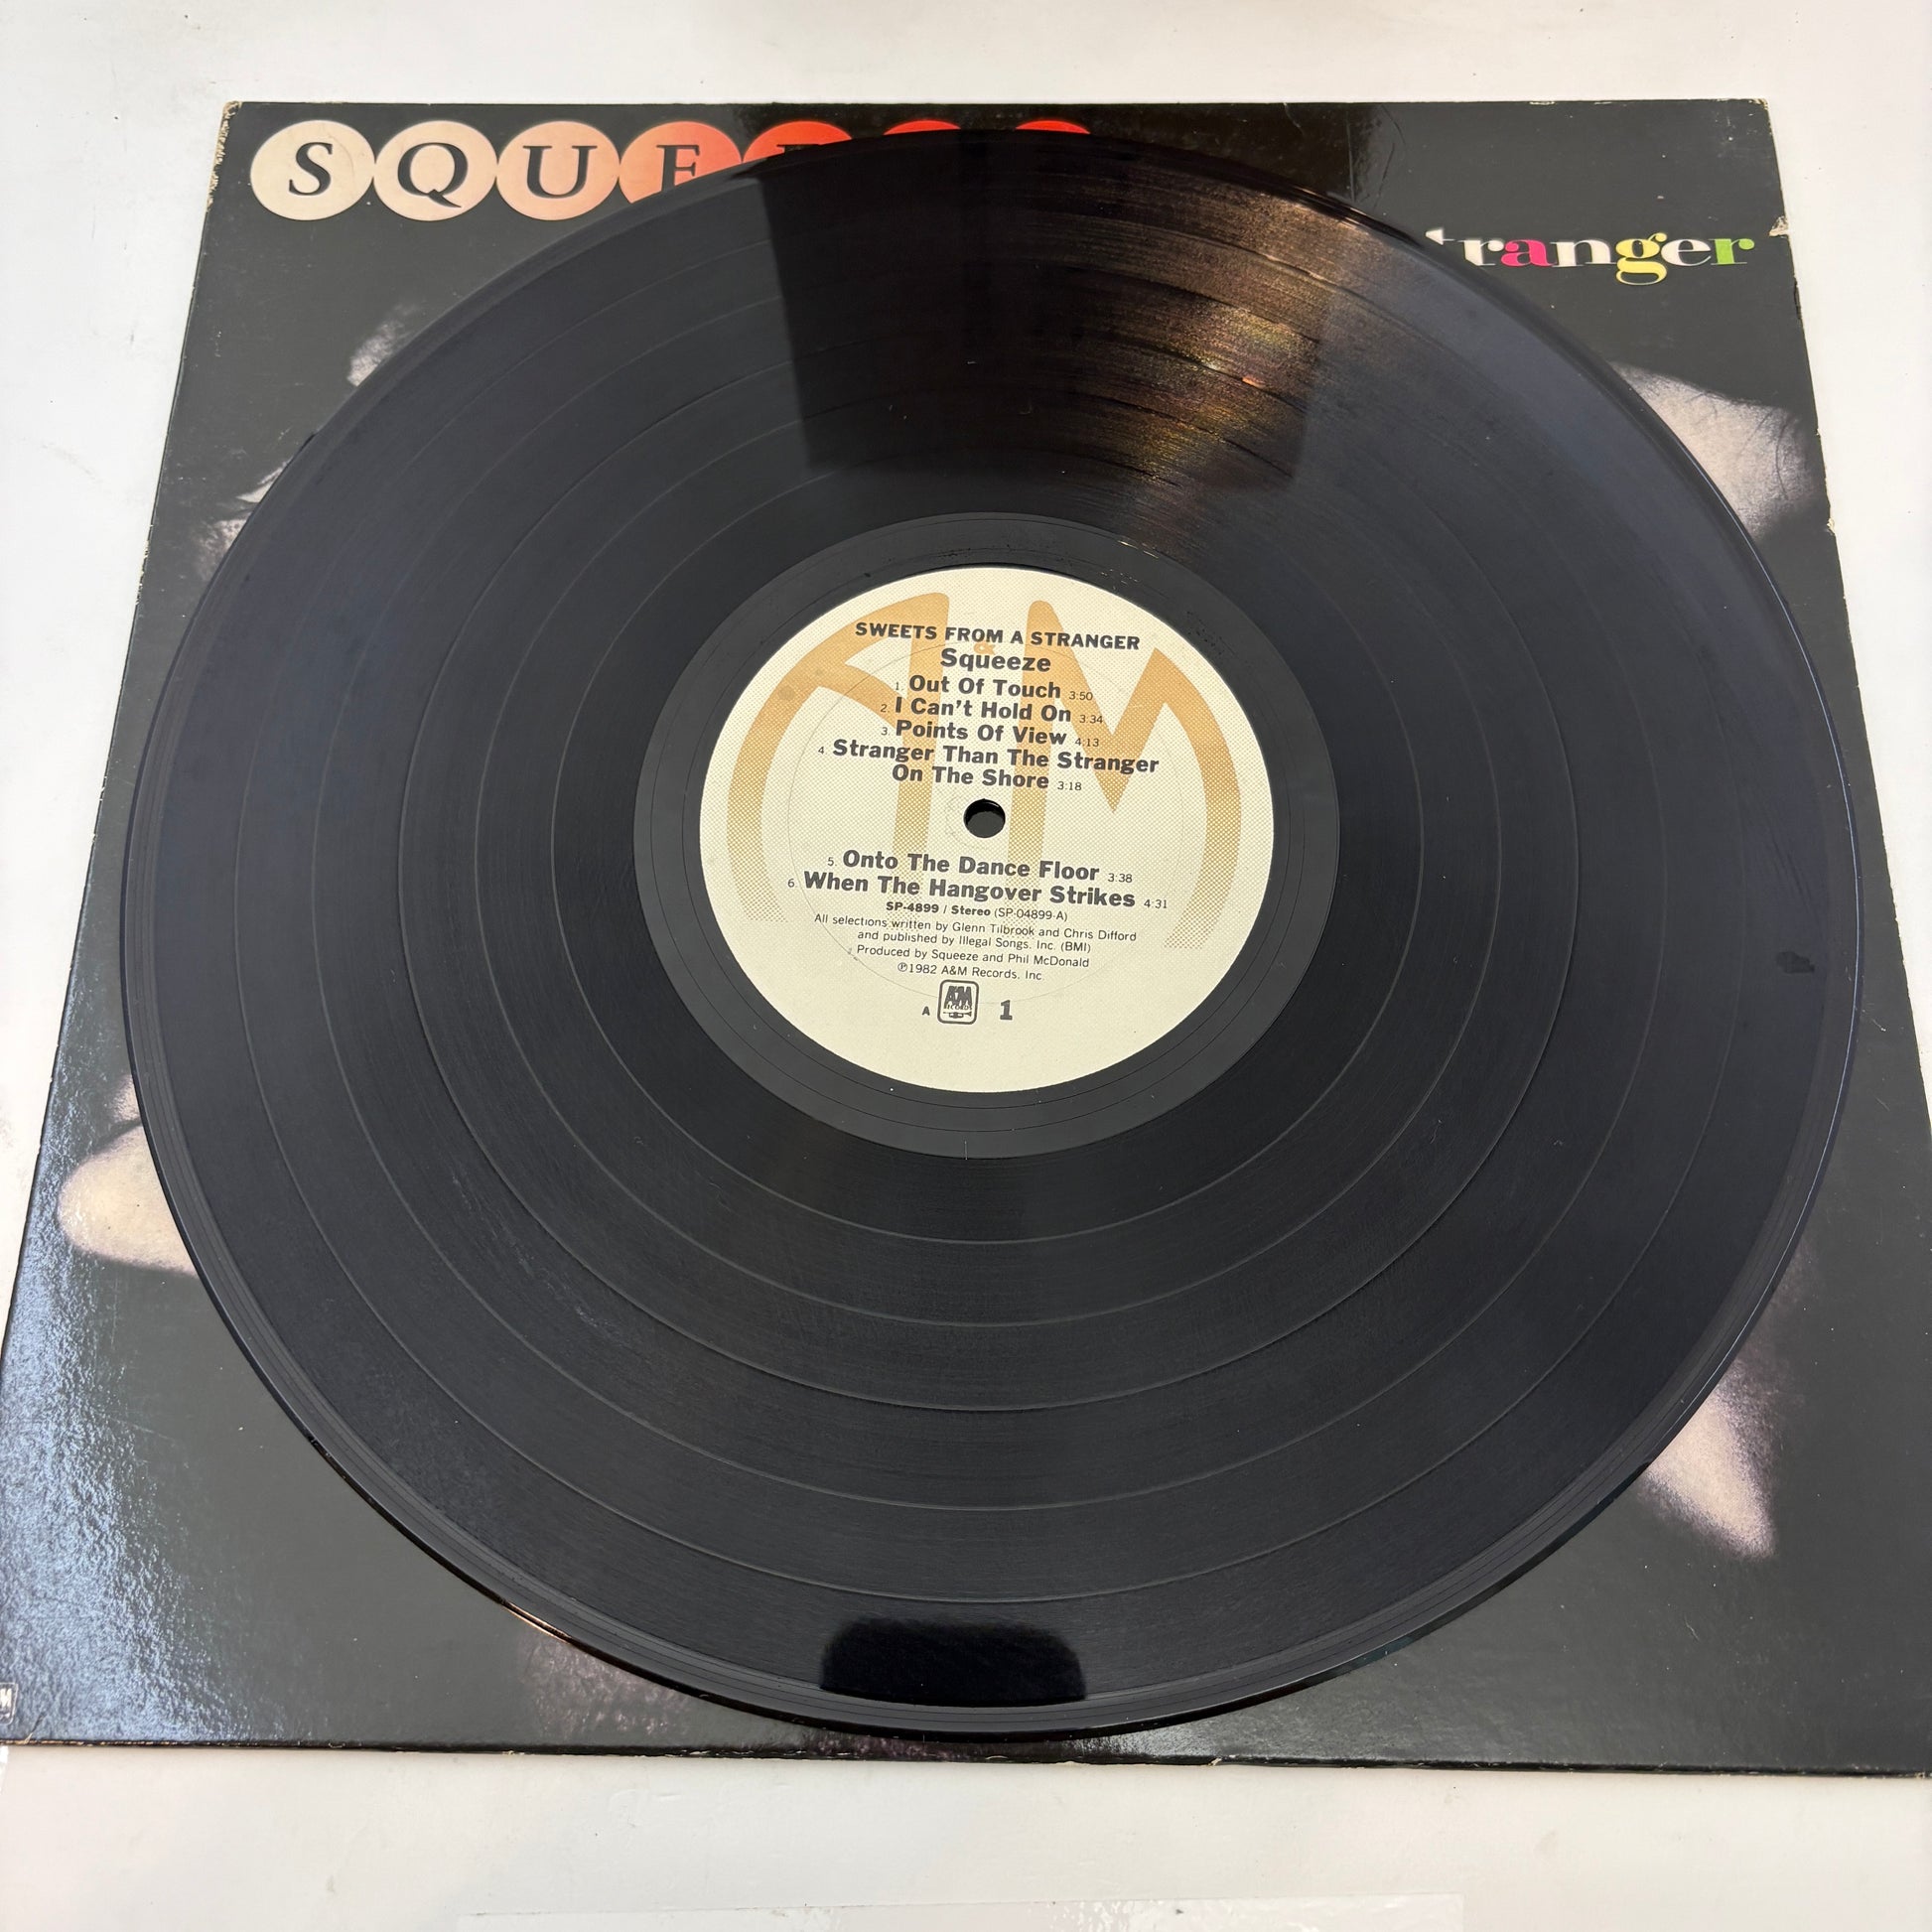 SQUE
tranger
SWEETS FROM A STRANGER
&
Squeeze
1. Out Of Touch 3:50
2. I Can't Hold On 3:34
3. Points Of View 4:13
4 Stranger Than The Stranger
On The Shore 3:18
5. Onto The Dance Floor 3:38
6. When The Hangover Strikes 4:31
SP-4899 / Stereo (SP-04899-A)
All selections written by Glenn Tilbrook and Chris Difford
and published by Illegal Songs, Inc. (BMI)
Produced by Squeeze and Phil McDonald
℗1982 A&M Records, Inc.
A A&M RECORDS 1